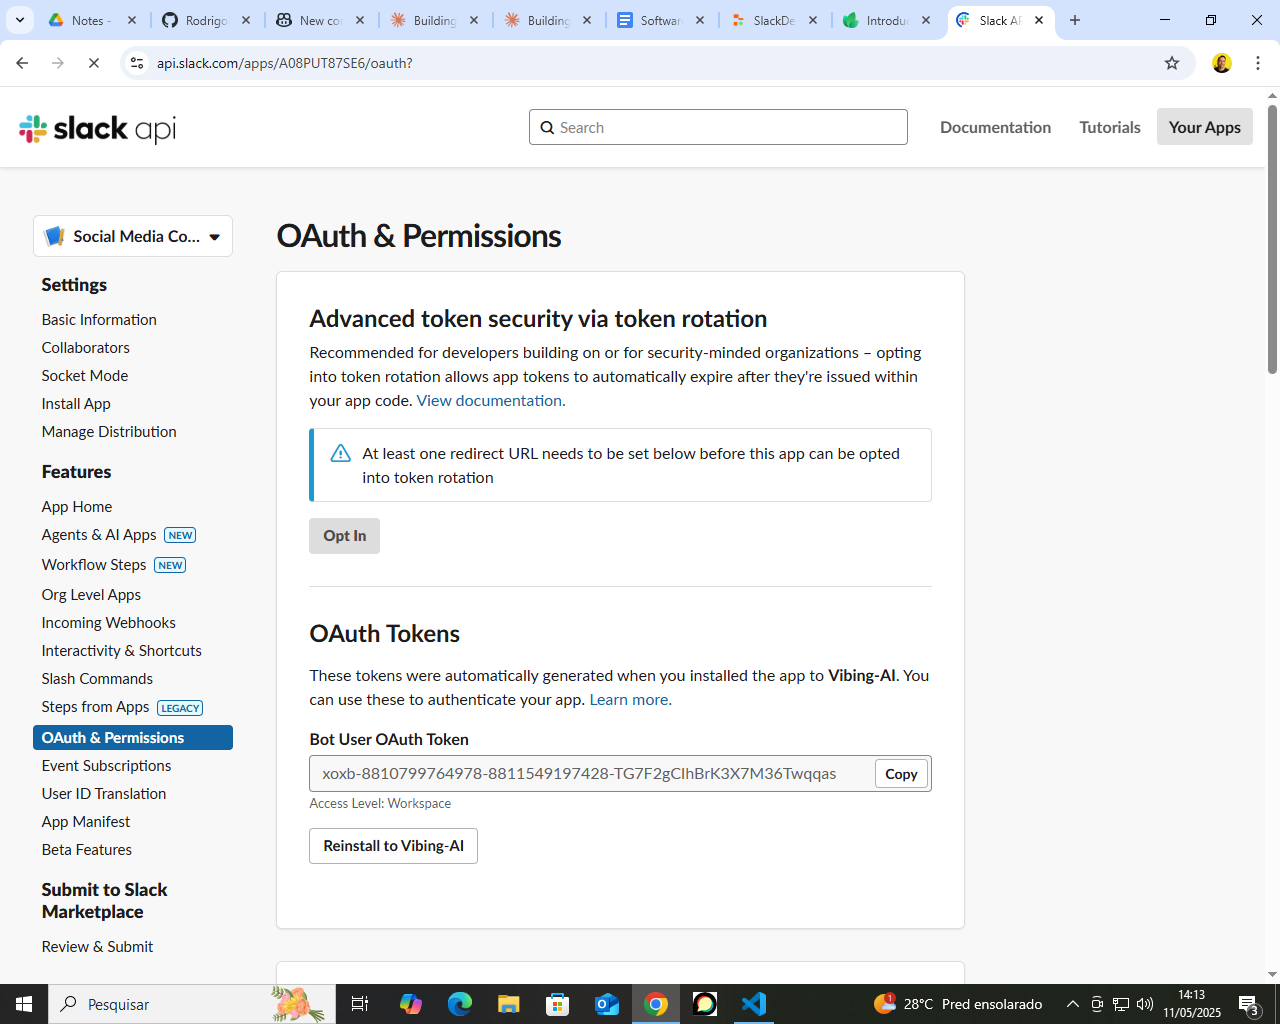 Notes -
Rodrigo
New co
Building
Building
Softwar
SlackDe
Introduc
Slack AP
api.slack.com/apps/A08PUT87SE6/oauth?
slack api
Search
Documentation
Tutorials
Your Apps
Social Media Co...
Settings
Basic Information
Collaborators
Socket Mode
Install App
Manage Distribution
Features
App Home
Agents & AI Apps NEW
Workflow Steps NEW
Org Level Apps
Incoming Webhooks
Interactivity & Shortcuts
Slash Commands
Steps from Apps LEGACY
OAuth & Permissions
Event Subscriptions
User ID Translation
App Manifest
Beta Features
Submit to Slack
Marketplace
Review & Submit
OAuth & Permissions
Advanced token security via token rotation
Recommended for developers building on or for security-minded organizations – opting
into token rotation allows app tokens to automatically expire after they're issued within
your app code. View documentation.
At least one redirect URL needs to be set below before this app can be opted
into token rotation
Opt In
OAuth Tokens
These tokens were automatically generated when you installed the app to Vibing-AI. You
can use these to authenticate your app. Learn more.
Bot User OAuth Token
xoxb-8810799764978-8811549197428-TG7F2gClhBrK3X7M36Twqqas
Copy
Access Level: Workspace
Reinstall to Vibing-AI
Pesquisar
1
28°C Pred ensolarado
14:13
11/05/2025
3